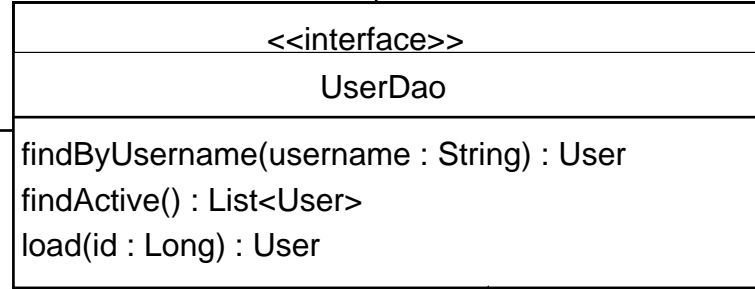 <<interface>>
UserDao
findByUsername(username : String) : User
findActive() : List<User>
load(id : Long) : User